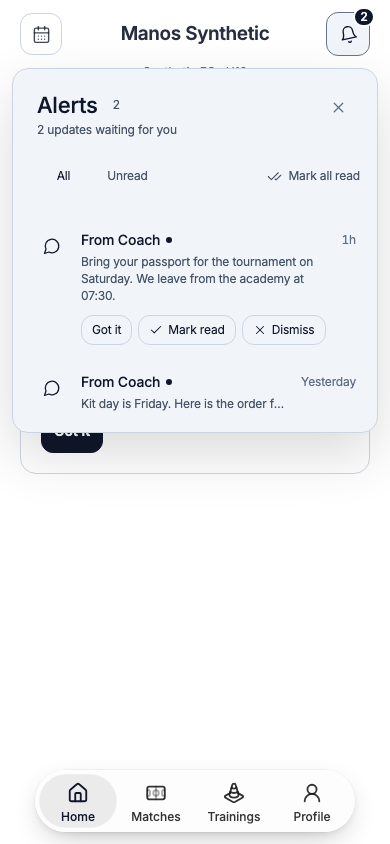 Manos Synthetic
2
Alerts 2
2 updates waiting for you
All Unread Mark all read
From Coach 1h
Bring your passport for the tournament on
Saturday. We leave from the academy at
07:30.
Got it Mark read Dismiss
From Coach Yesterday
Kit day is Friday. Here is the order f...
Got it
Home Matches Trainings Profile